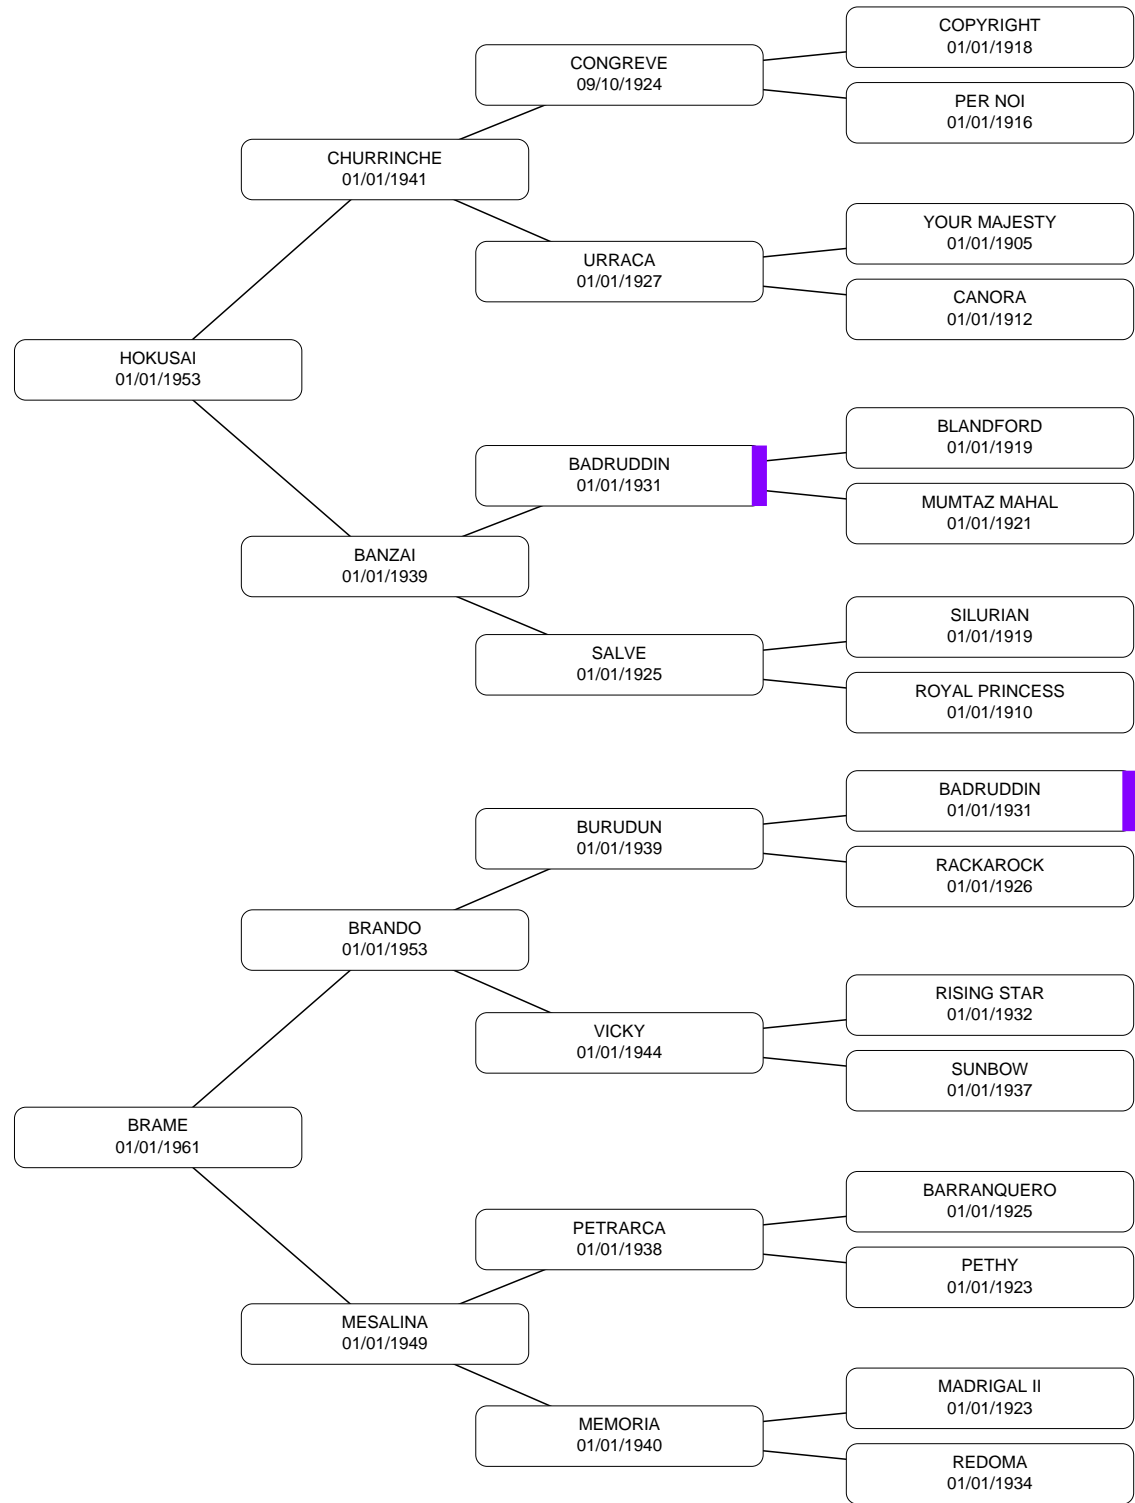 COPYRIGHT
01/01/1918
CONGREVE
09/10/1924
PER NOI
01/01/1916
CHURRINCHE
01/01/1941
YOUR MAJESTY
01/01/1905
URRACA
01/01/1927
CANORA
01/01/1912
HOKUSAI
01/01/1953
BLANDFORD
01/01/1919
BADRUDDIN
01/01/1931
MUMTAZ MAHAL
01/01/1921
BANZAI
01/01/1939
SILURIAN
01/01/1919
SALVE
01/01/1925
ROYAL PRINCESS
01/01/1910
BADRUDDIN
01/01/1931
BURUDUN
01/01/1939
RACKAROCK
01/01/1926
BRANDO
01/01/1953
RISING STAR
01/01/1932
VICKY
01/01/1944
SUNBOW
01/01/1937
BRAME
01/01/1961
BARRANQUERO
01/01/1925
PETRARCA
01/01/1938
PETHY
01/01/1923
MESALINA
01/01/1949
MADRIGAL II
01/01/1923
MEMORIA
01/01/1940
REDOMA
01/01/1934